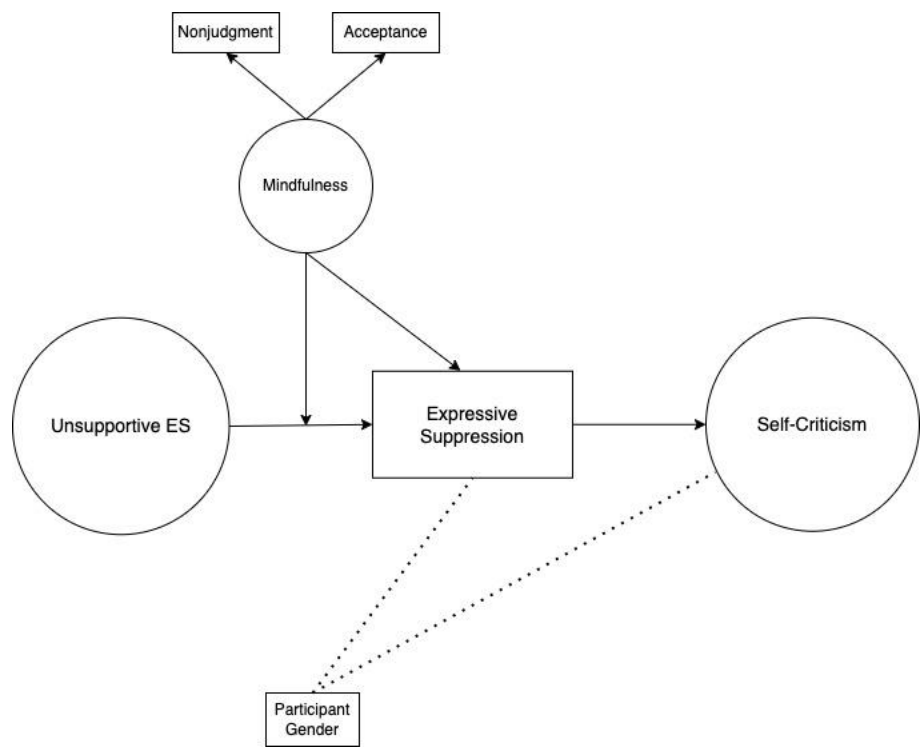 Nonjudgment
Acceptance
Mindfulness
Unsupportive ES
Expressive
Suppression
Self-Criticism
Participant
Gender